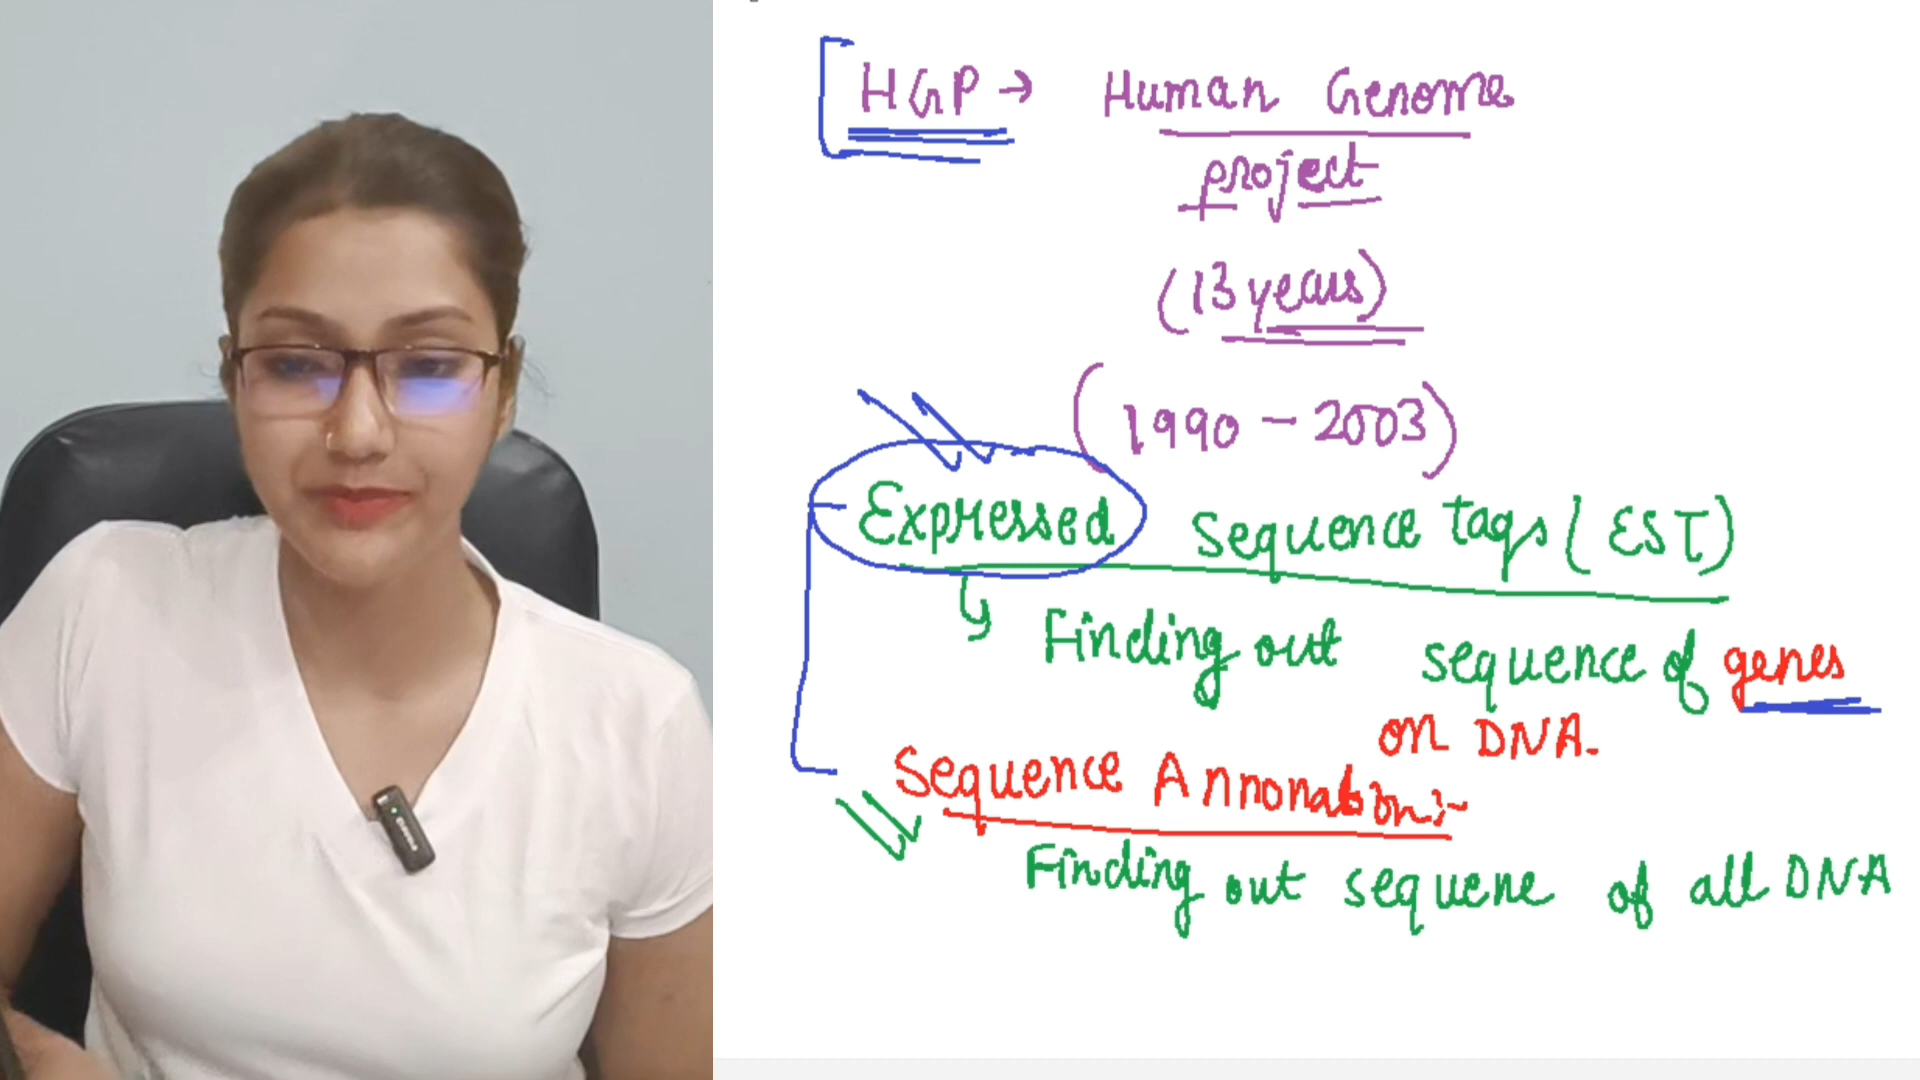 HGP → Human Genome
project
(13 years)
(1990 - 2003)
Expressed Sequence tags (EST)
↳ Finding out sequence of genes
on DNA.
Sequence Annonation:-
Finding out sequene of all DNA